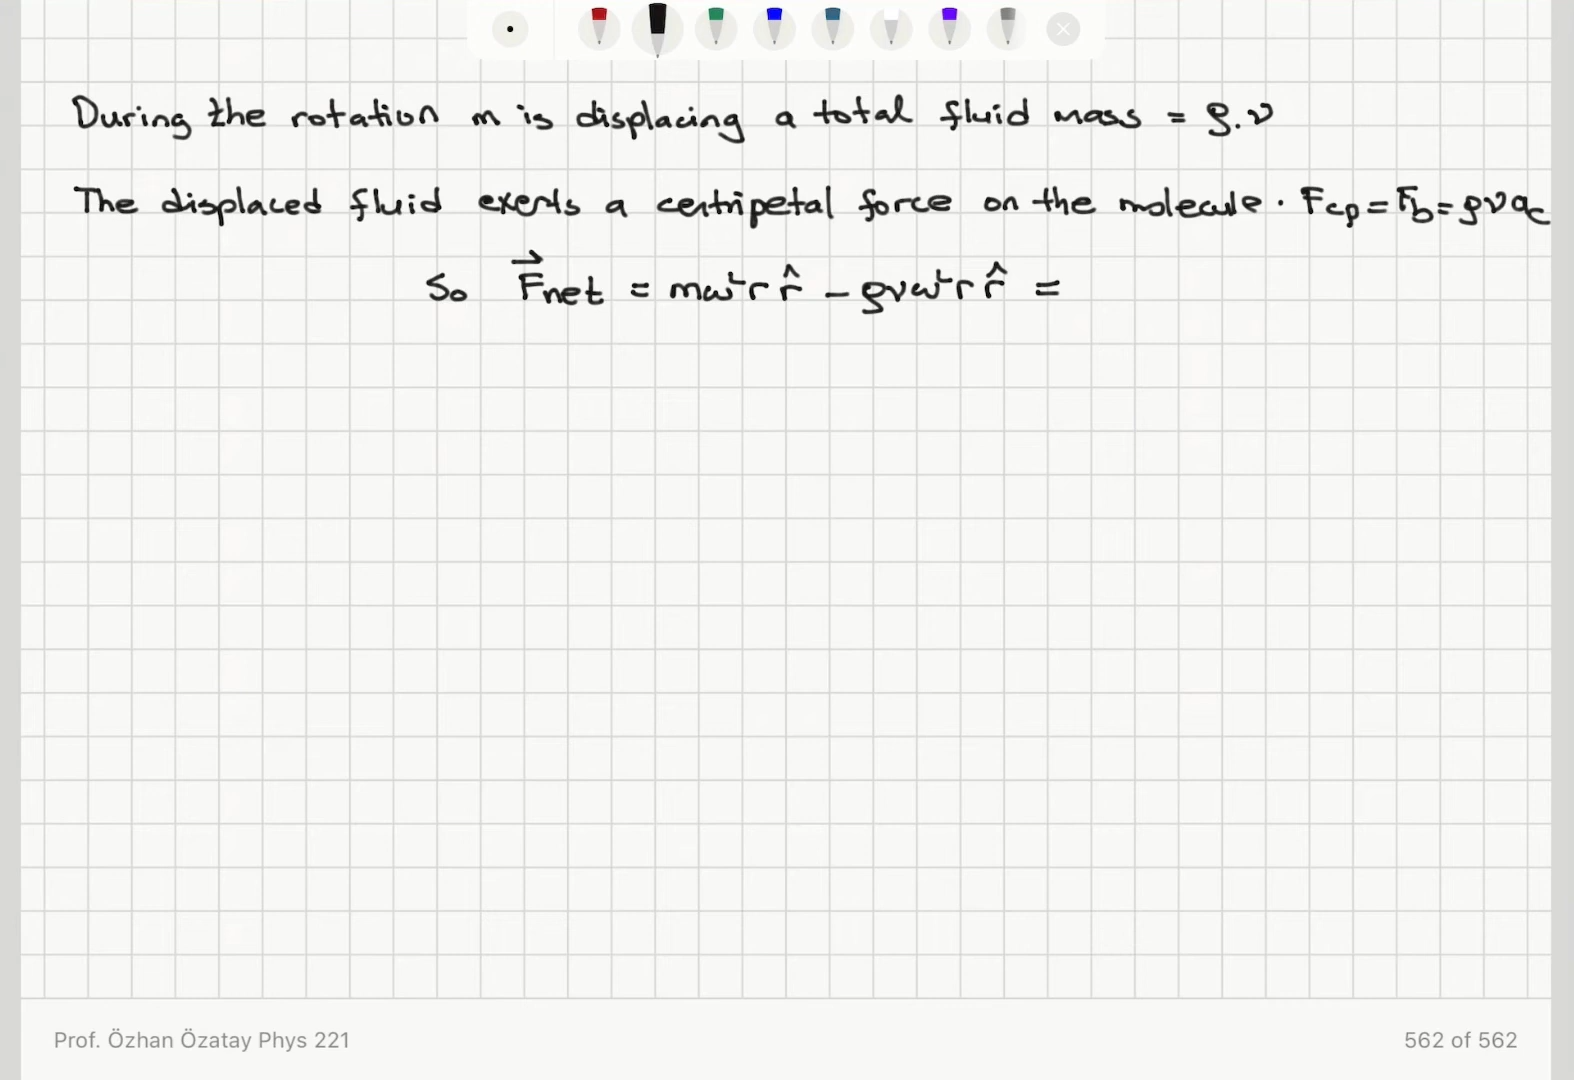 During the rotation m is displacing a total fluid mass = ρ.v
The displaced fluid exerts a centripetal force on the molecule. Fcp = Fb = ρva_c
So F⃗net = mω²r r̂ - ρvω²r r̂ =
Prof. Özhan Özatay Phys 221
562 of 562